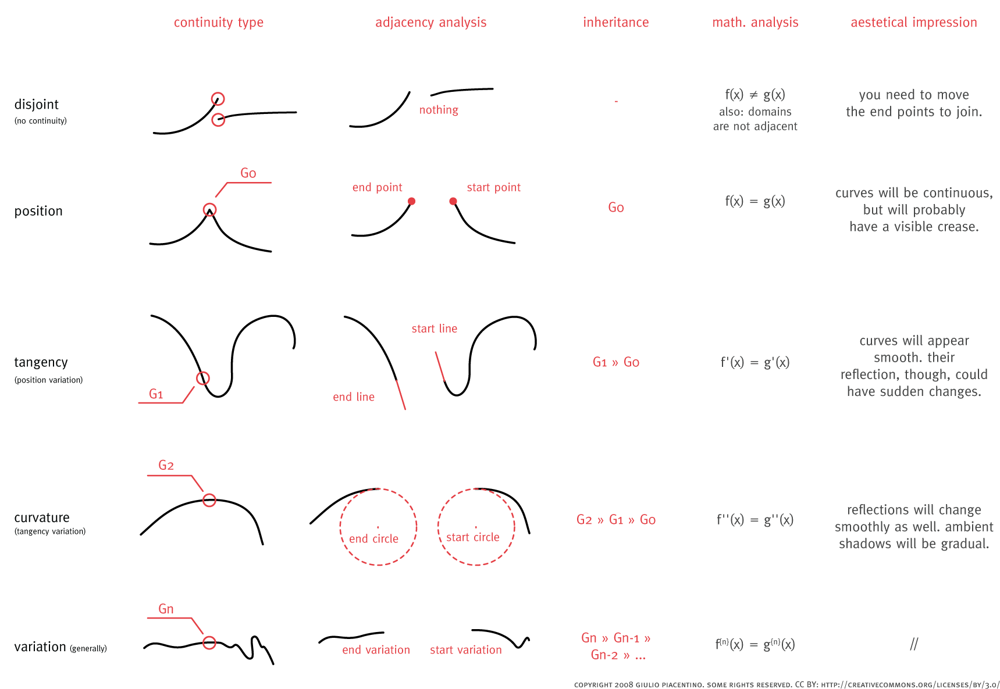 continuity type
adjacency analysis
inheritance
math. analysis
aestetical impression
disjoint
(no continuity)
nothing
-
f(x) ≠ g(x)
also: domains
are not adjacent
you need to move
the end points to join.
position
G0
end point
start point
G0
f(x) = g(x)
curves will be continuous,
but will probably
have a visible crease.
tangency
(position variation)
G1
end line
start line
G1 » G0
f'(x) = g'(x)
curves will appear
smooth. their
reflection, though, could
have sudden changes.
curvature
(tangency variation)
G2
end circle
start circle
G2 » G1 » G0
f''(x) = g''(x)
reflections will change
smoothly as well. ambient
shadows will be gradual.
variation (generally)
Gn
end variation
start variation
Gn » Gn-1 »
Gn-2 » ...
f{n}(x) = g{n}(x)
//
COPYRIGHT 2008 GIULIO PIACENTINO. SOME RIGHTS RESERVED. CC BY: HTTP://CREATIVECOMMONS.ORG/LICENSES/BY/3.0/